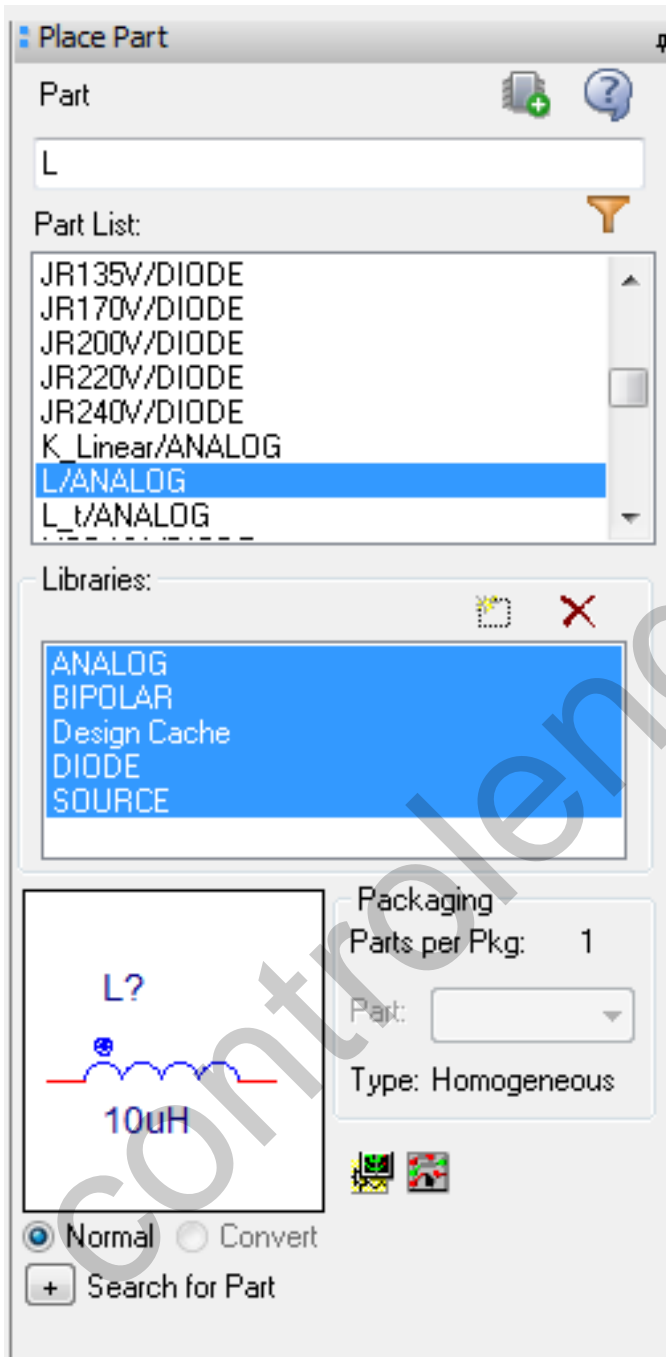 Place Part
Part
L
Part List:
JR135V/DIODE
JR170V/DIODE
JR200V/DIODE
JR220V/DIODE
JR240V/DIODE
K_Linear/ANALOG
L/ANALOG
L_t/ANALOG
Libraries:
ANALOG
BIPOLAR
Design Cache
DIODE
SOURCE
L?
10uH
Packaging
Parts per Pkg: 1
Part:
Type: Homogeneous
Normal Convert
+ Search for Part
controleng